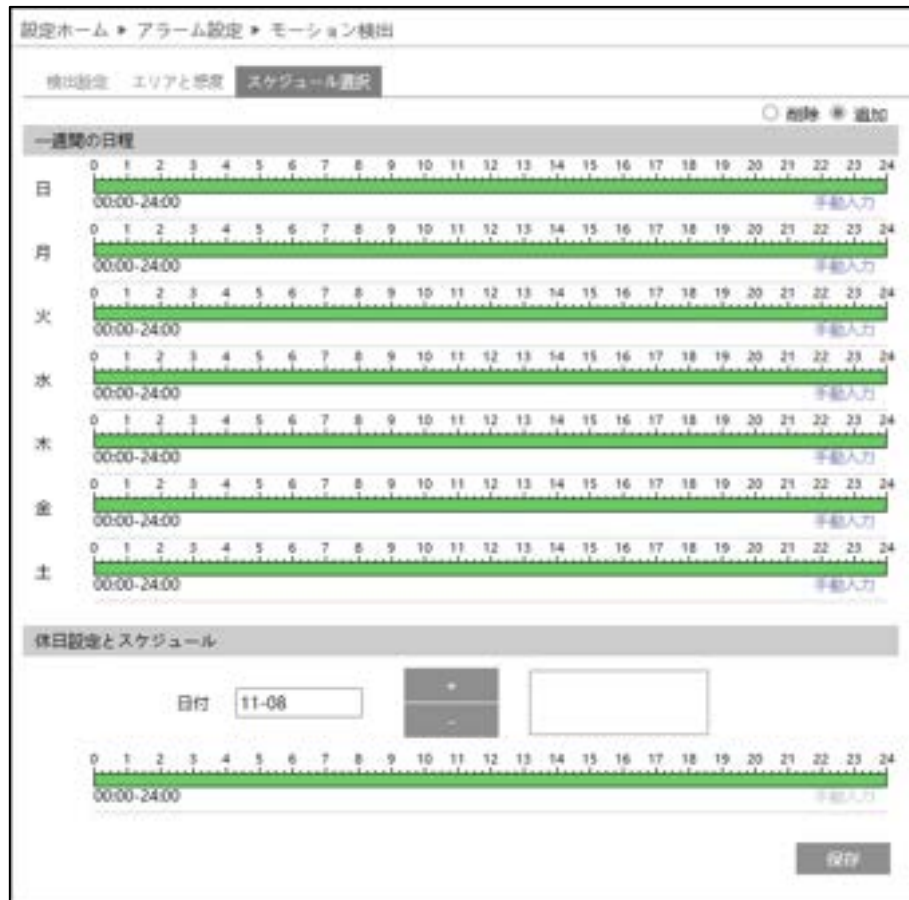 設定ホーム ▶ アラーム設定 ▶ モーション検出
検出設定 エリアと感度 スケジュール選択
削除 追加
一週間の日程
0 1 2 3 4 5 6 7 8 9 10 11 12 13 14 15 16 17 18 19 20 21 22 23 24
日
00:00-24:00 手動入力
0 1 2 3 4 5 6 7 8 9 10 11 12 13 14 15 16 17 18 19 20 21 22 23 24
月
00:00-24:00 手動入力
0 1 2 3 4 5 6 7 8 9 10 11 12 13 14 15 16 17 18 19 20 21 22 23 24
火
00:00-24:00 手動入力
0 1 2 3 4 5 6 7 8 9 10 11 12 13 14 15 16 17 18 19 20 21 22 23 24
水
00:00-24:00 手動入力
0 1 2 3 4 5 6 7 8 9 10 11 12 13 14 15 16 17 18 19 20 21 22 23 24
木
00:00-24:00 手動入力
0 1 2 3 4 5 6 7 8 9 10 11 12 13 14 15 16 17 18 19 20 21 22 23 24
金
00:00-24:00 手動入力
0 1 2 3 4 5 6 7 8 9 10 11 12 13 14 15 16 17 18 19 20 21 22 23 24
土
00:00-24:00 手動入力
休日設定とスケジュール
+
日付 11-08
-
0 1 2 3 4 5 6 7 8 9 10 11 12 13 14 15 16 17 18 19 20 21 22 23 24
00:00-24:00 手動入力
保存